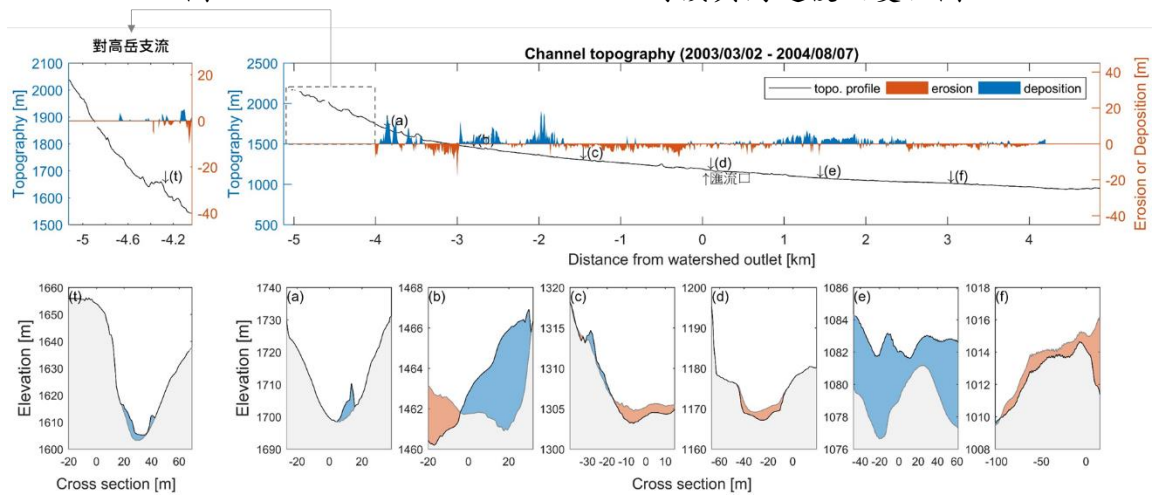 對高岳支流
Channel topography (2003/03/02 - 2004/08/07)
topo. profile erosion deposition
Topography [m]
2100
2000
1900
1800
1700
1600
1500
20
0
-20
-40
-5 -4.6 -4.2
(t)
Topography [m]
2500
2000
1500
1000
500
Erosion or Deposition [m]
40
20
0
-20
-40
(a)
(c)
(d)
(e)
(f)
↑匯流口
-5 -4 -3 -2 -1 0 1 2 3 4
Distance from watershed outlet [km]
(t)
Elevation [m]
1660
1650
1640
1630
1620
1610
1600
-20 0 20 40 60
Cross section [m]
(a)
Elevation [m]
1740
1730
1720
1710
1700
1690
-20 0 20
(b)
1468
1466
1464
1462
1460
-20 0 20
Cross section [m]
(c)
1320
1315
1310
1305
1300
-30 -20 -10 0 10
(d)
1200
1190
1180
1170
1160
-60 -40 -20 0
Cross section [m]
(e)
1086
1084
1082
1080
1078
1076
-40 -20 0 20 40 60
(f)
1018
1016
1014
1012
1010
1008
-100 -50 0
Cross section [m]